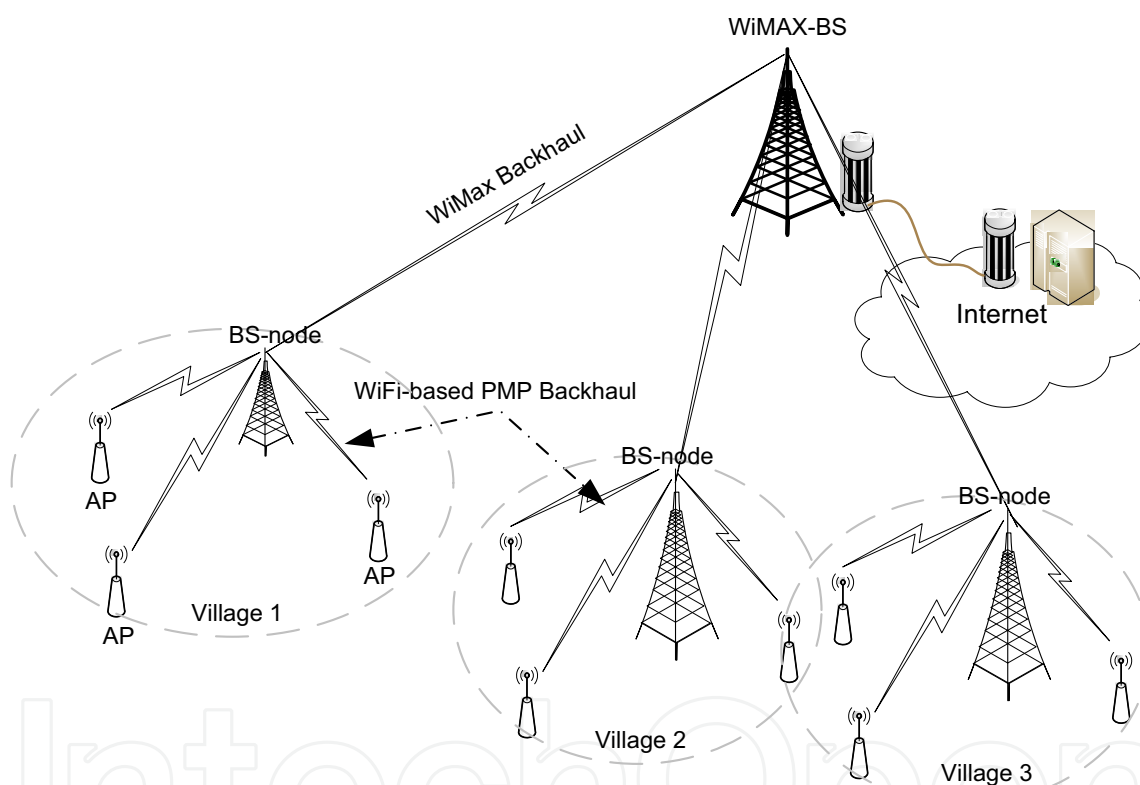 WiMAX-BS
WiMax Backhaul
Internet
BS-node
WiFi-based PMP Backhaul
AP
AP
AP
Village 1
BS-node
Village 2
BS-node
Village 3
IntechOpen